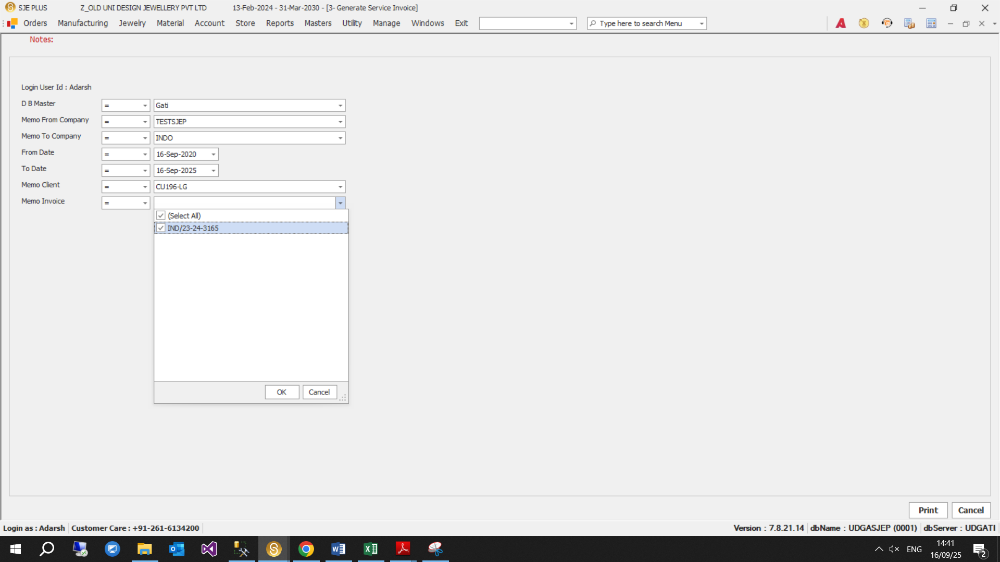 SJE PLUS Z_OLD UNI DESIGN JEWELLERY PVT LTD 13-Feb-2024 - 31-Mar-2030 - [3- Generate Service Invoice]
Orders Manufacturing Jewelry Material Account Store Reports Masters Utility Manage Windows Exit Type here to search Menu
Notes:
Login User Id : Adarsh
D B Master = Gati
Memo From Company = TESTSJEP
Memo To Company = INDO
From Date = 16-Sep-2020
To Date = 16-Sep-2025
Memo Client = CU196-LG
Memo Invoice =
(Select All)
IND/23-24-3165
OK Cancel
Print Cancel
Login as : Adarsh Customer Care : +91-261-6134200 Version : 7.8.21.14 dbName : UDGASJEP (0001) dbServer : UDGATI
ENG 14:41
16/09/25 2